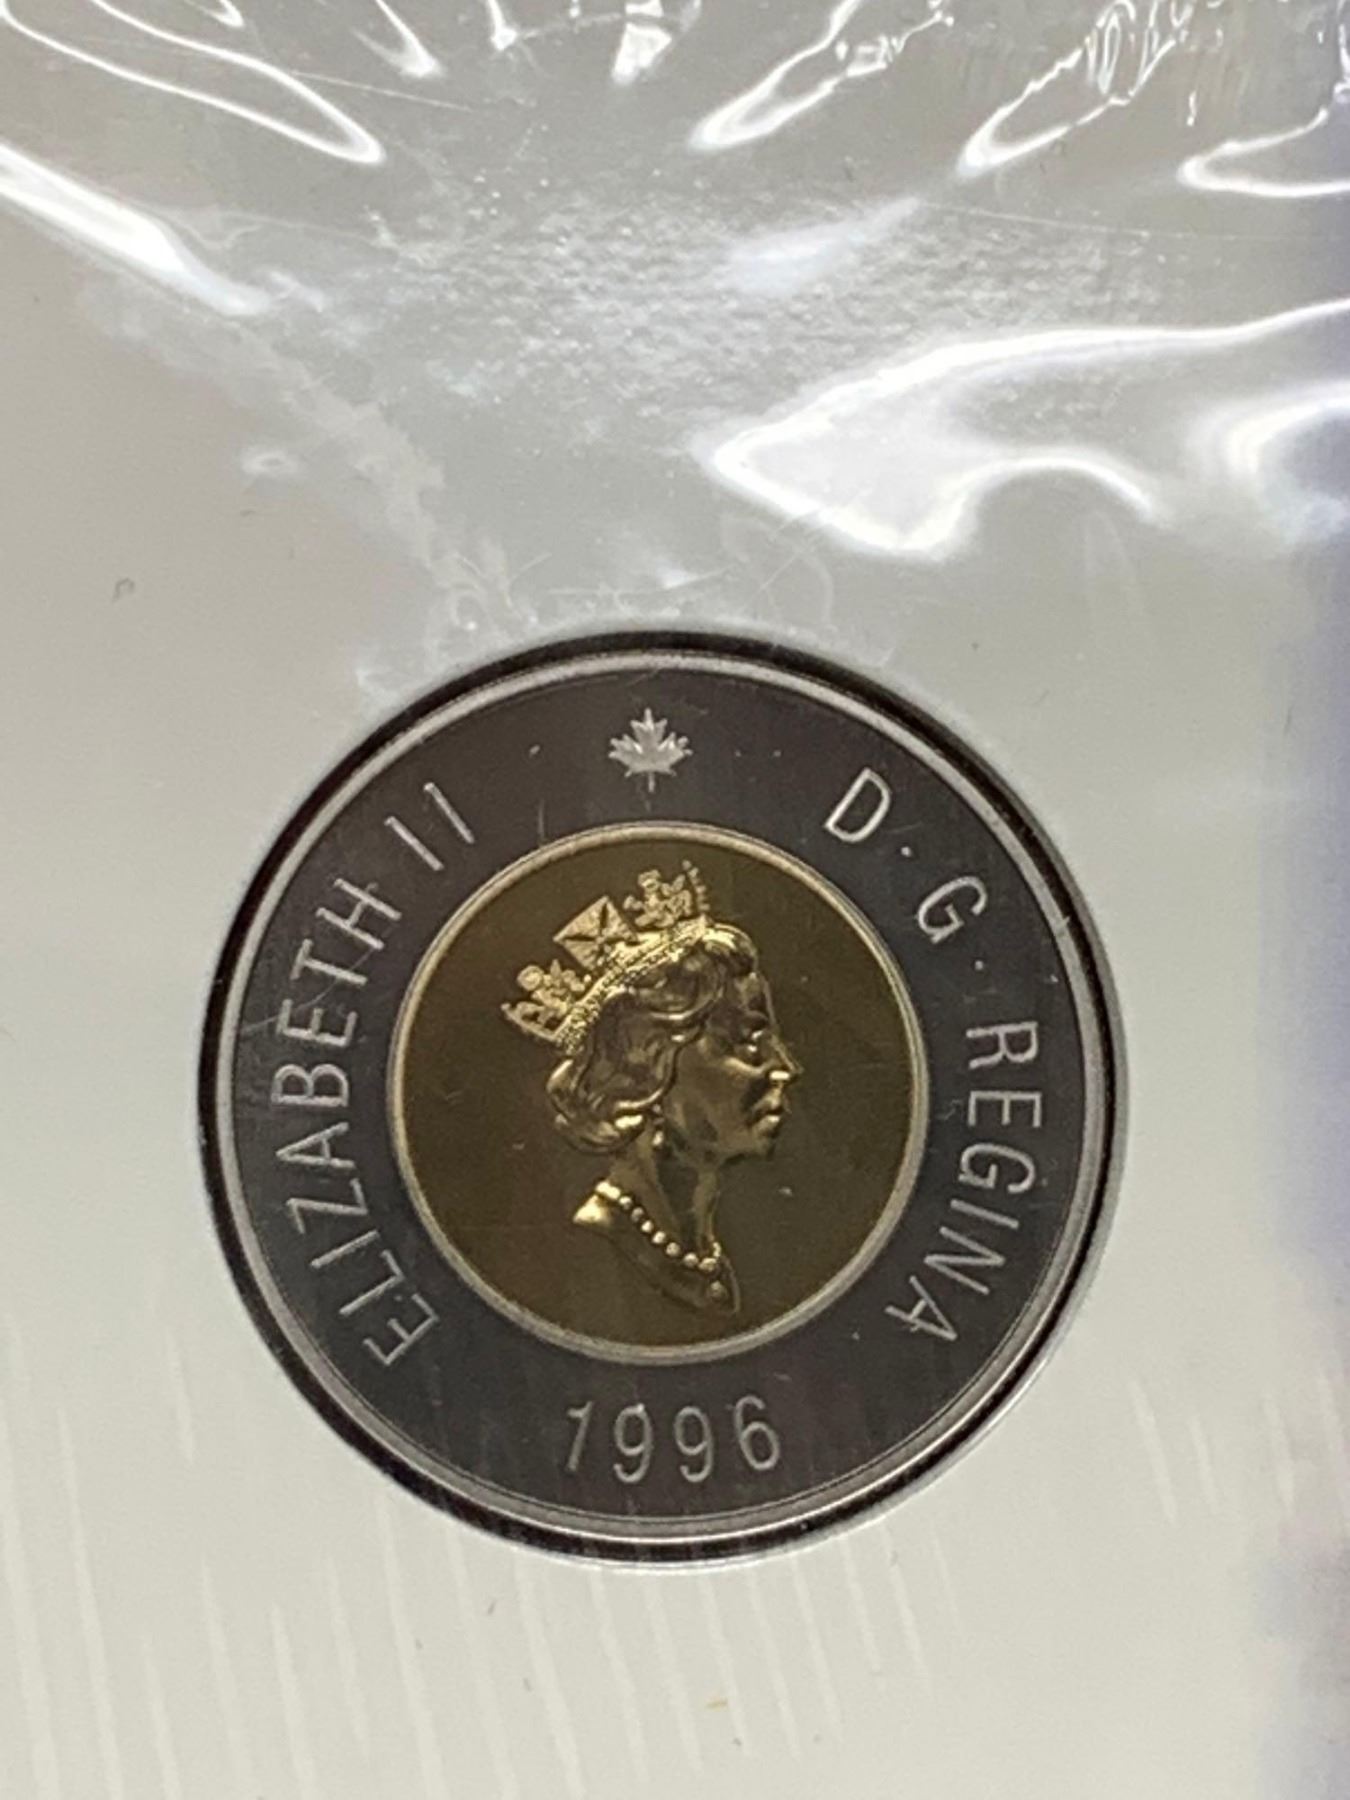 ELIZABETH II
D·G·REGINA
1996